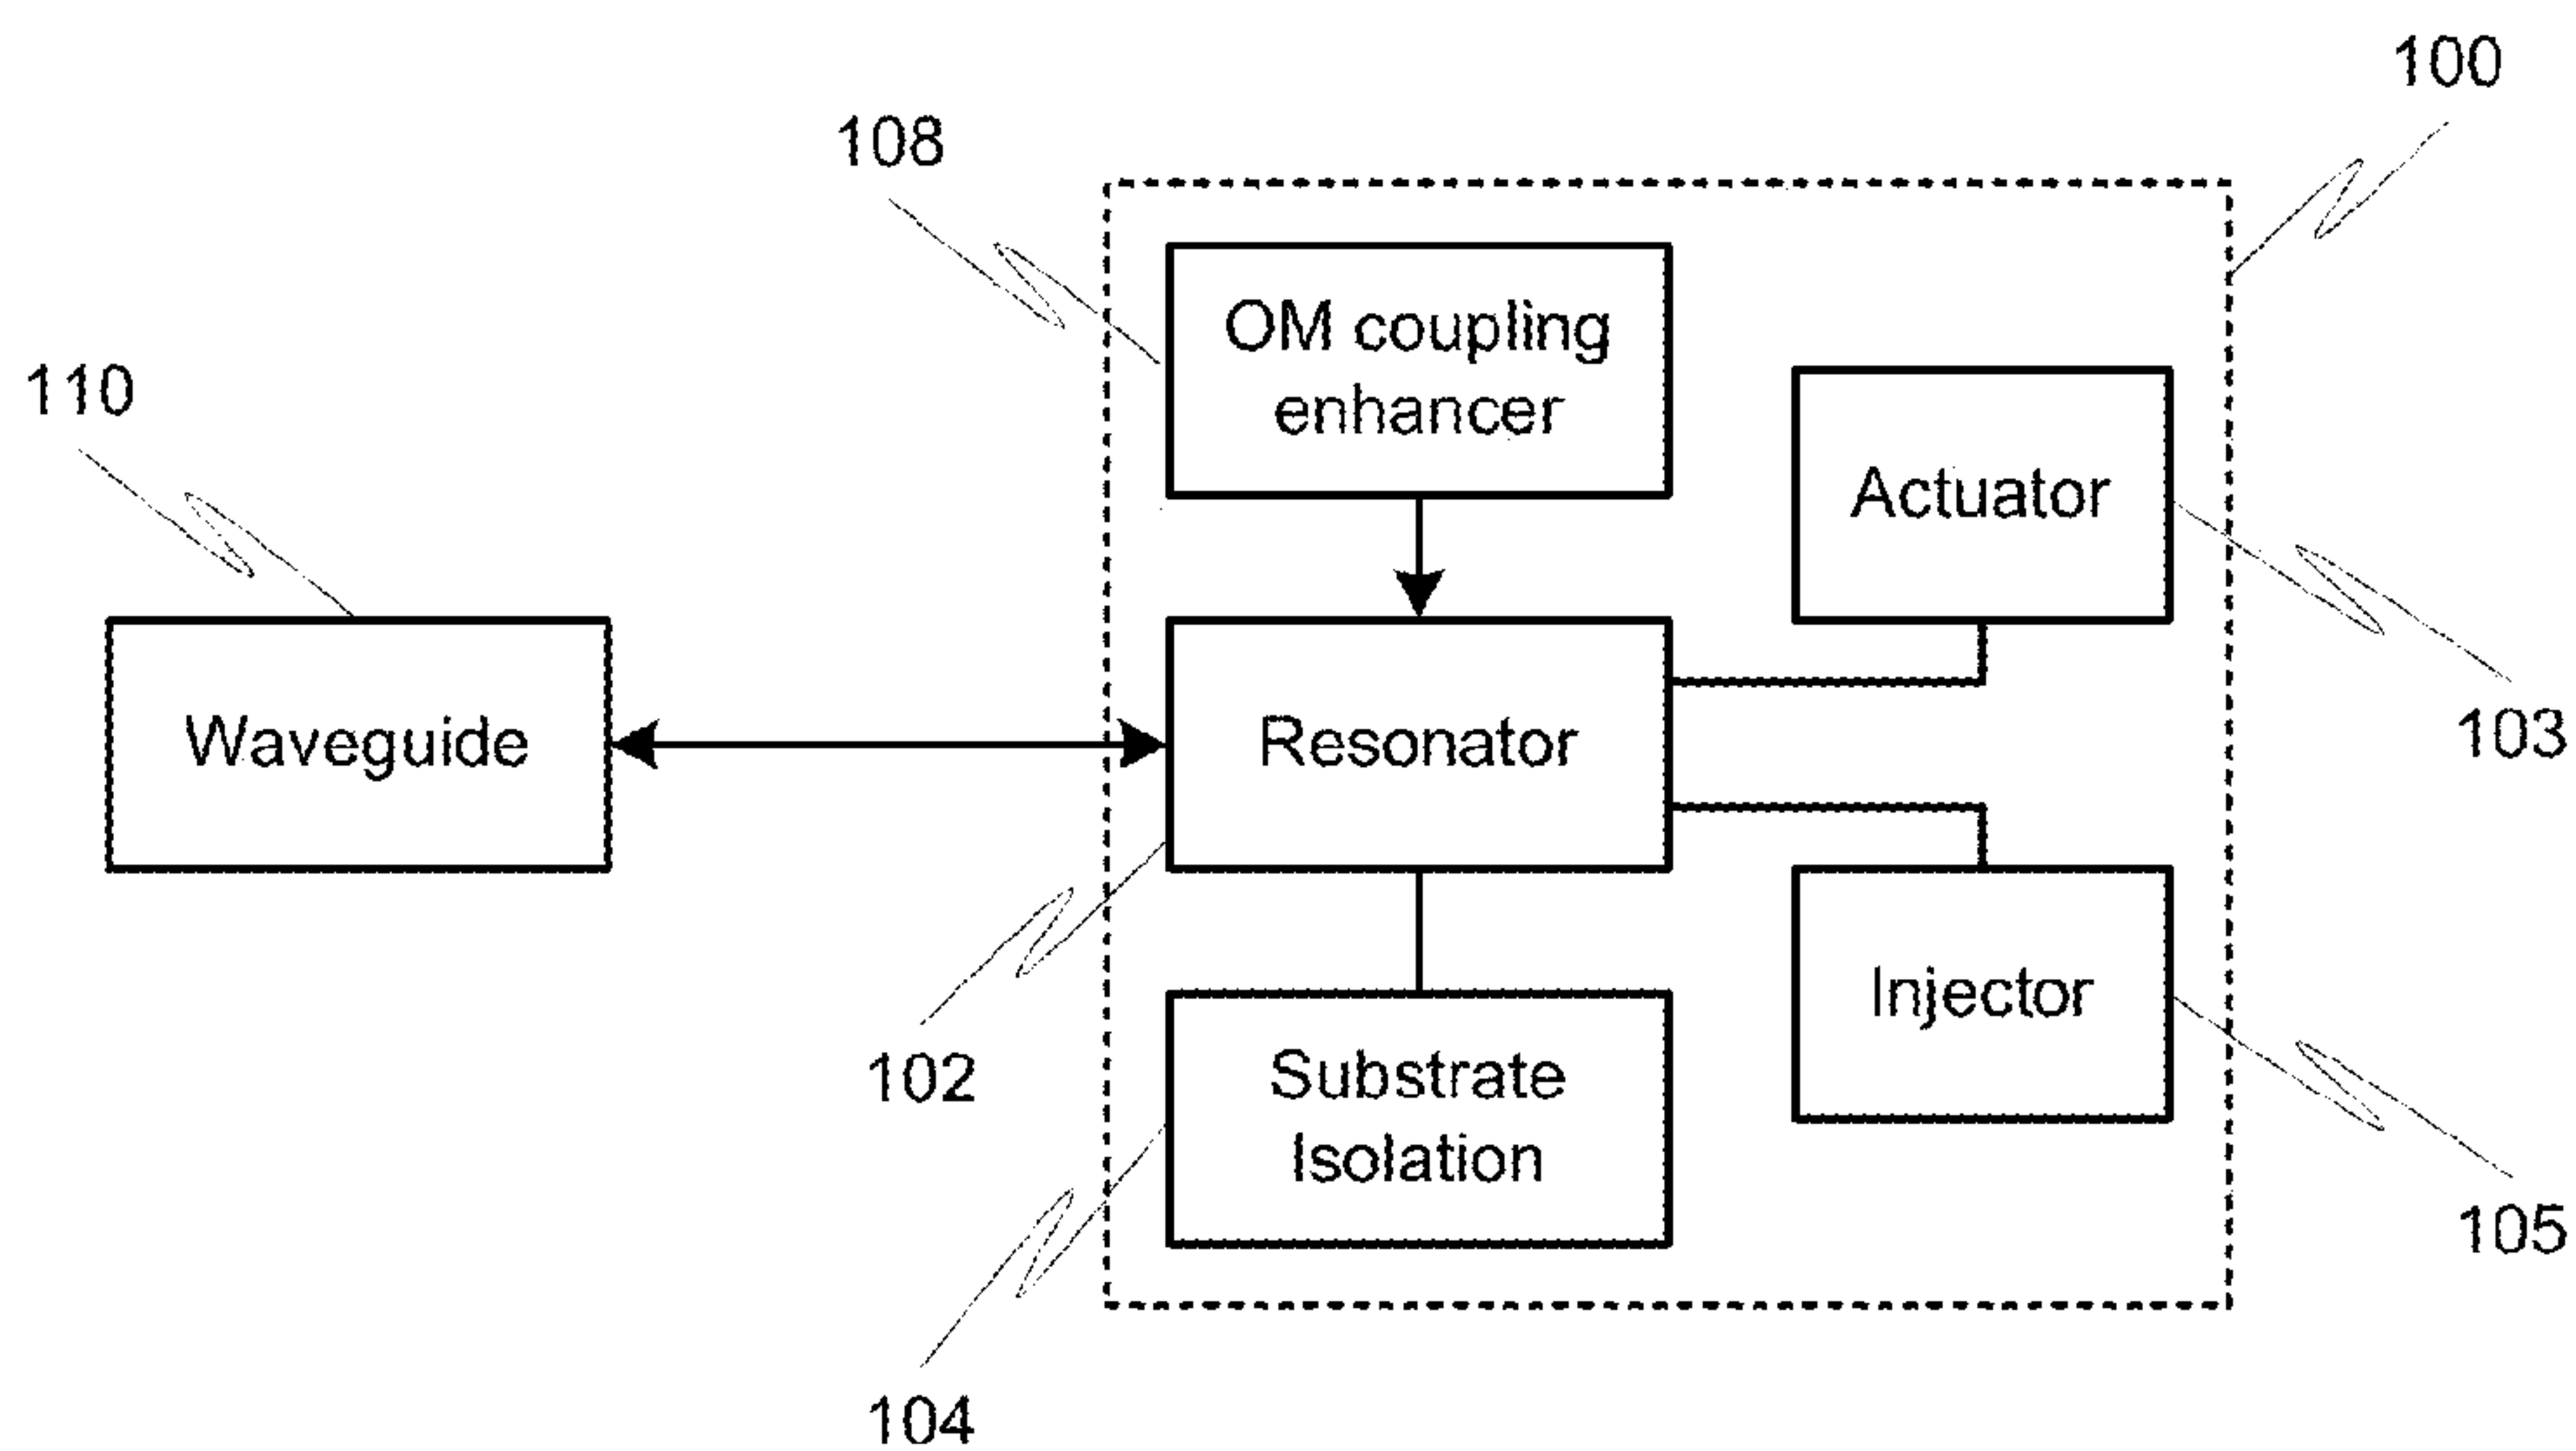 100
108
OM coupling
enhancer
110
Actuator
Waveguide
Resonator
103
Injector
102
Substrate
Isolation
105
104